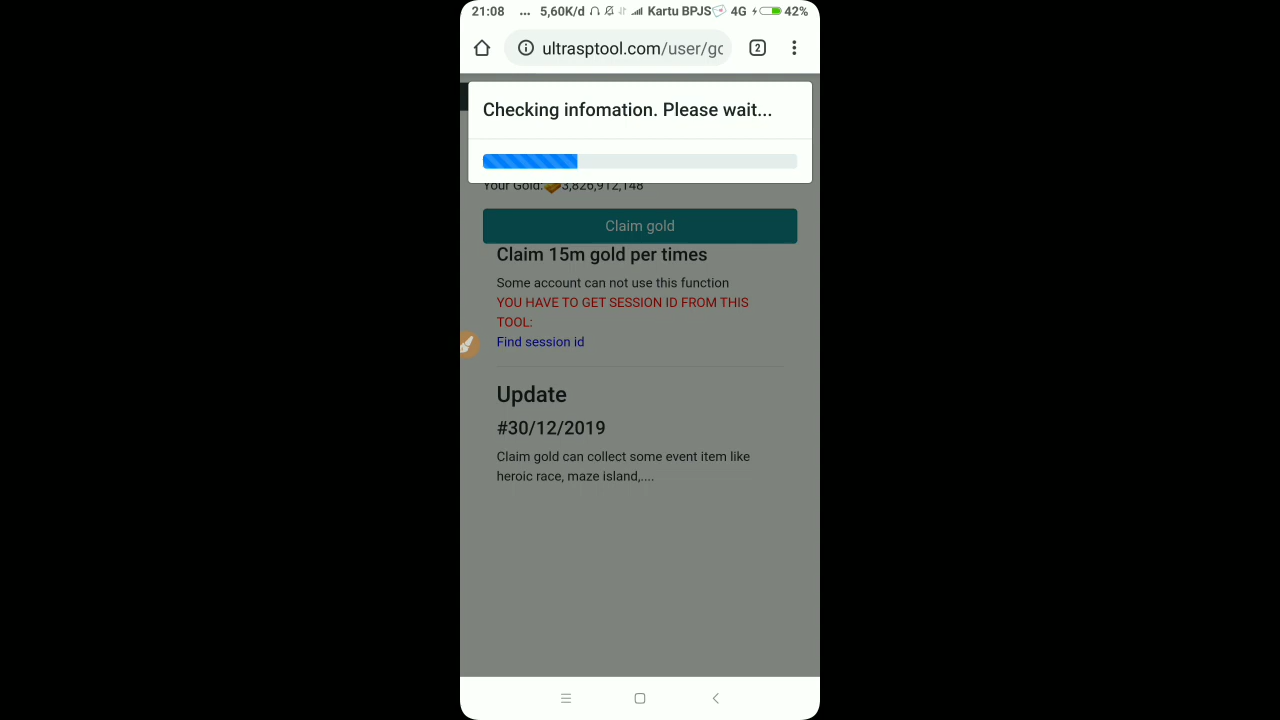 21:08 ... 5,60K/d Kartu BPJS 4G 42%
ultrasptool.com/user/gc 2
Checking infomation. Please wait...
Your Gold: 3,826,912,148
Claim gold
Claim 15m gold per times
Some account can not use this function
YOU HAVE TO GET SESSION ID FROM THIS
TOOL:
Find session id
Update
#30/12/2019
Claim gold can collect some event item like
heroic race, maze island,....